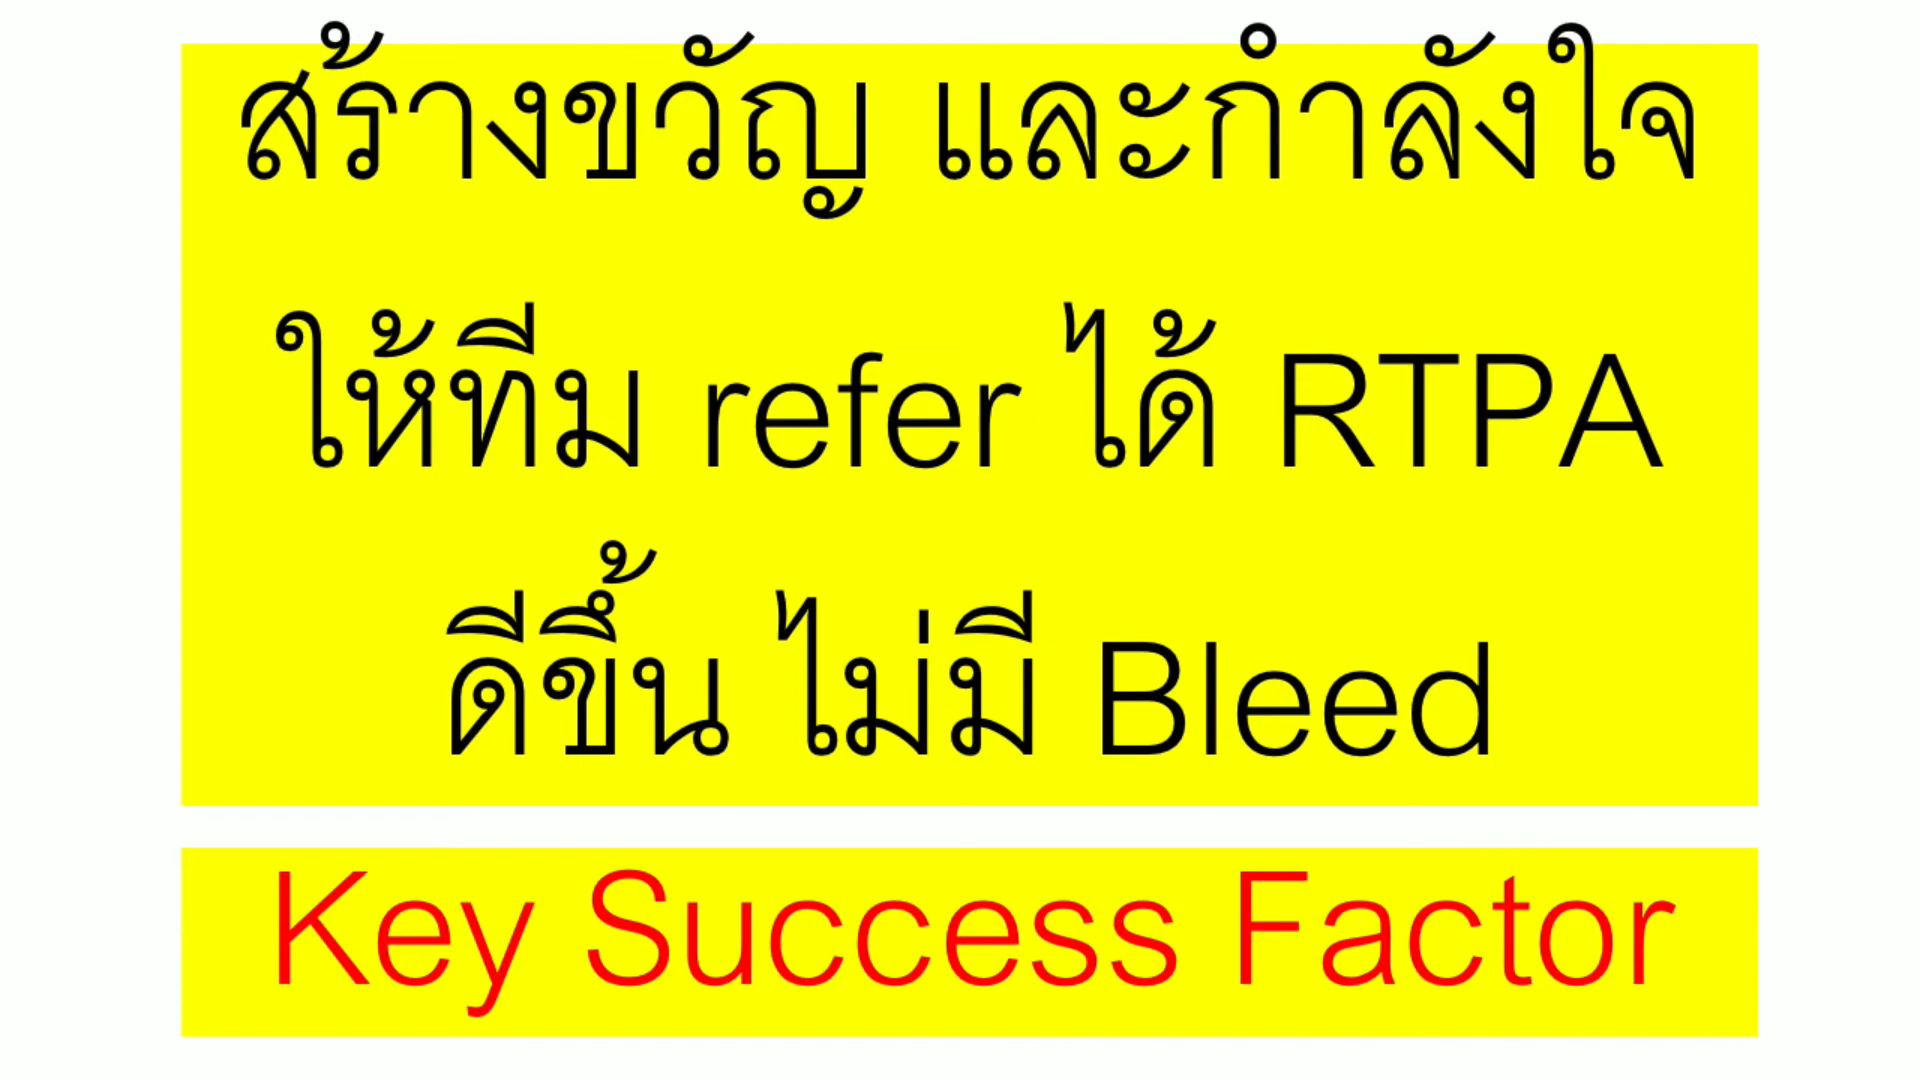 สร้างขวัญ และกำลังใจ
ให้ทีม refer ได้ RTPA
ดีขึ้น ไม่มี Bleed
Key Success Factor